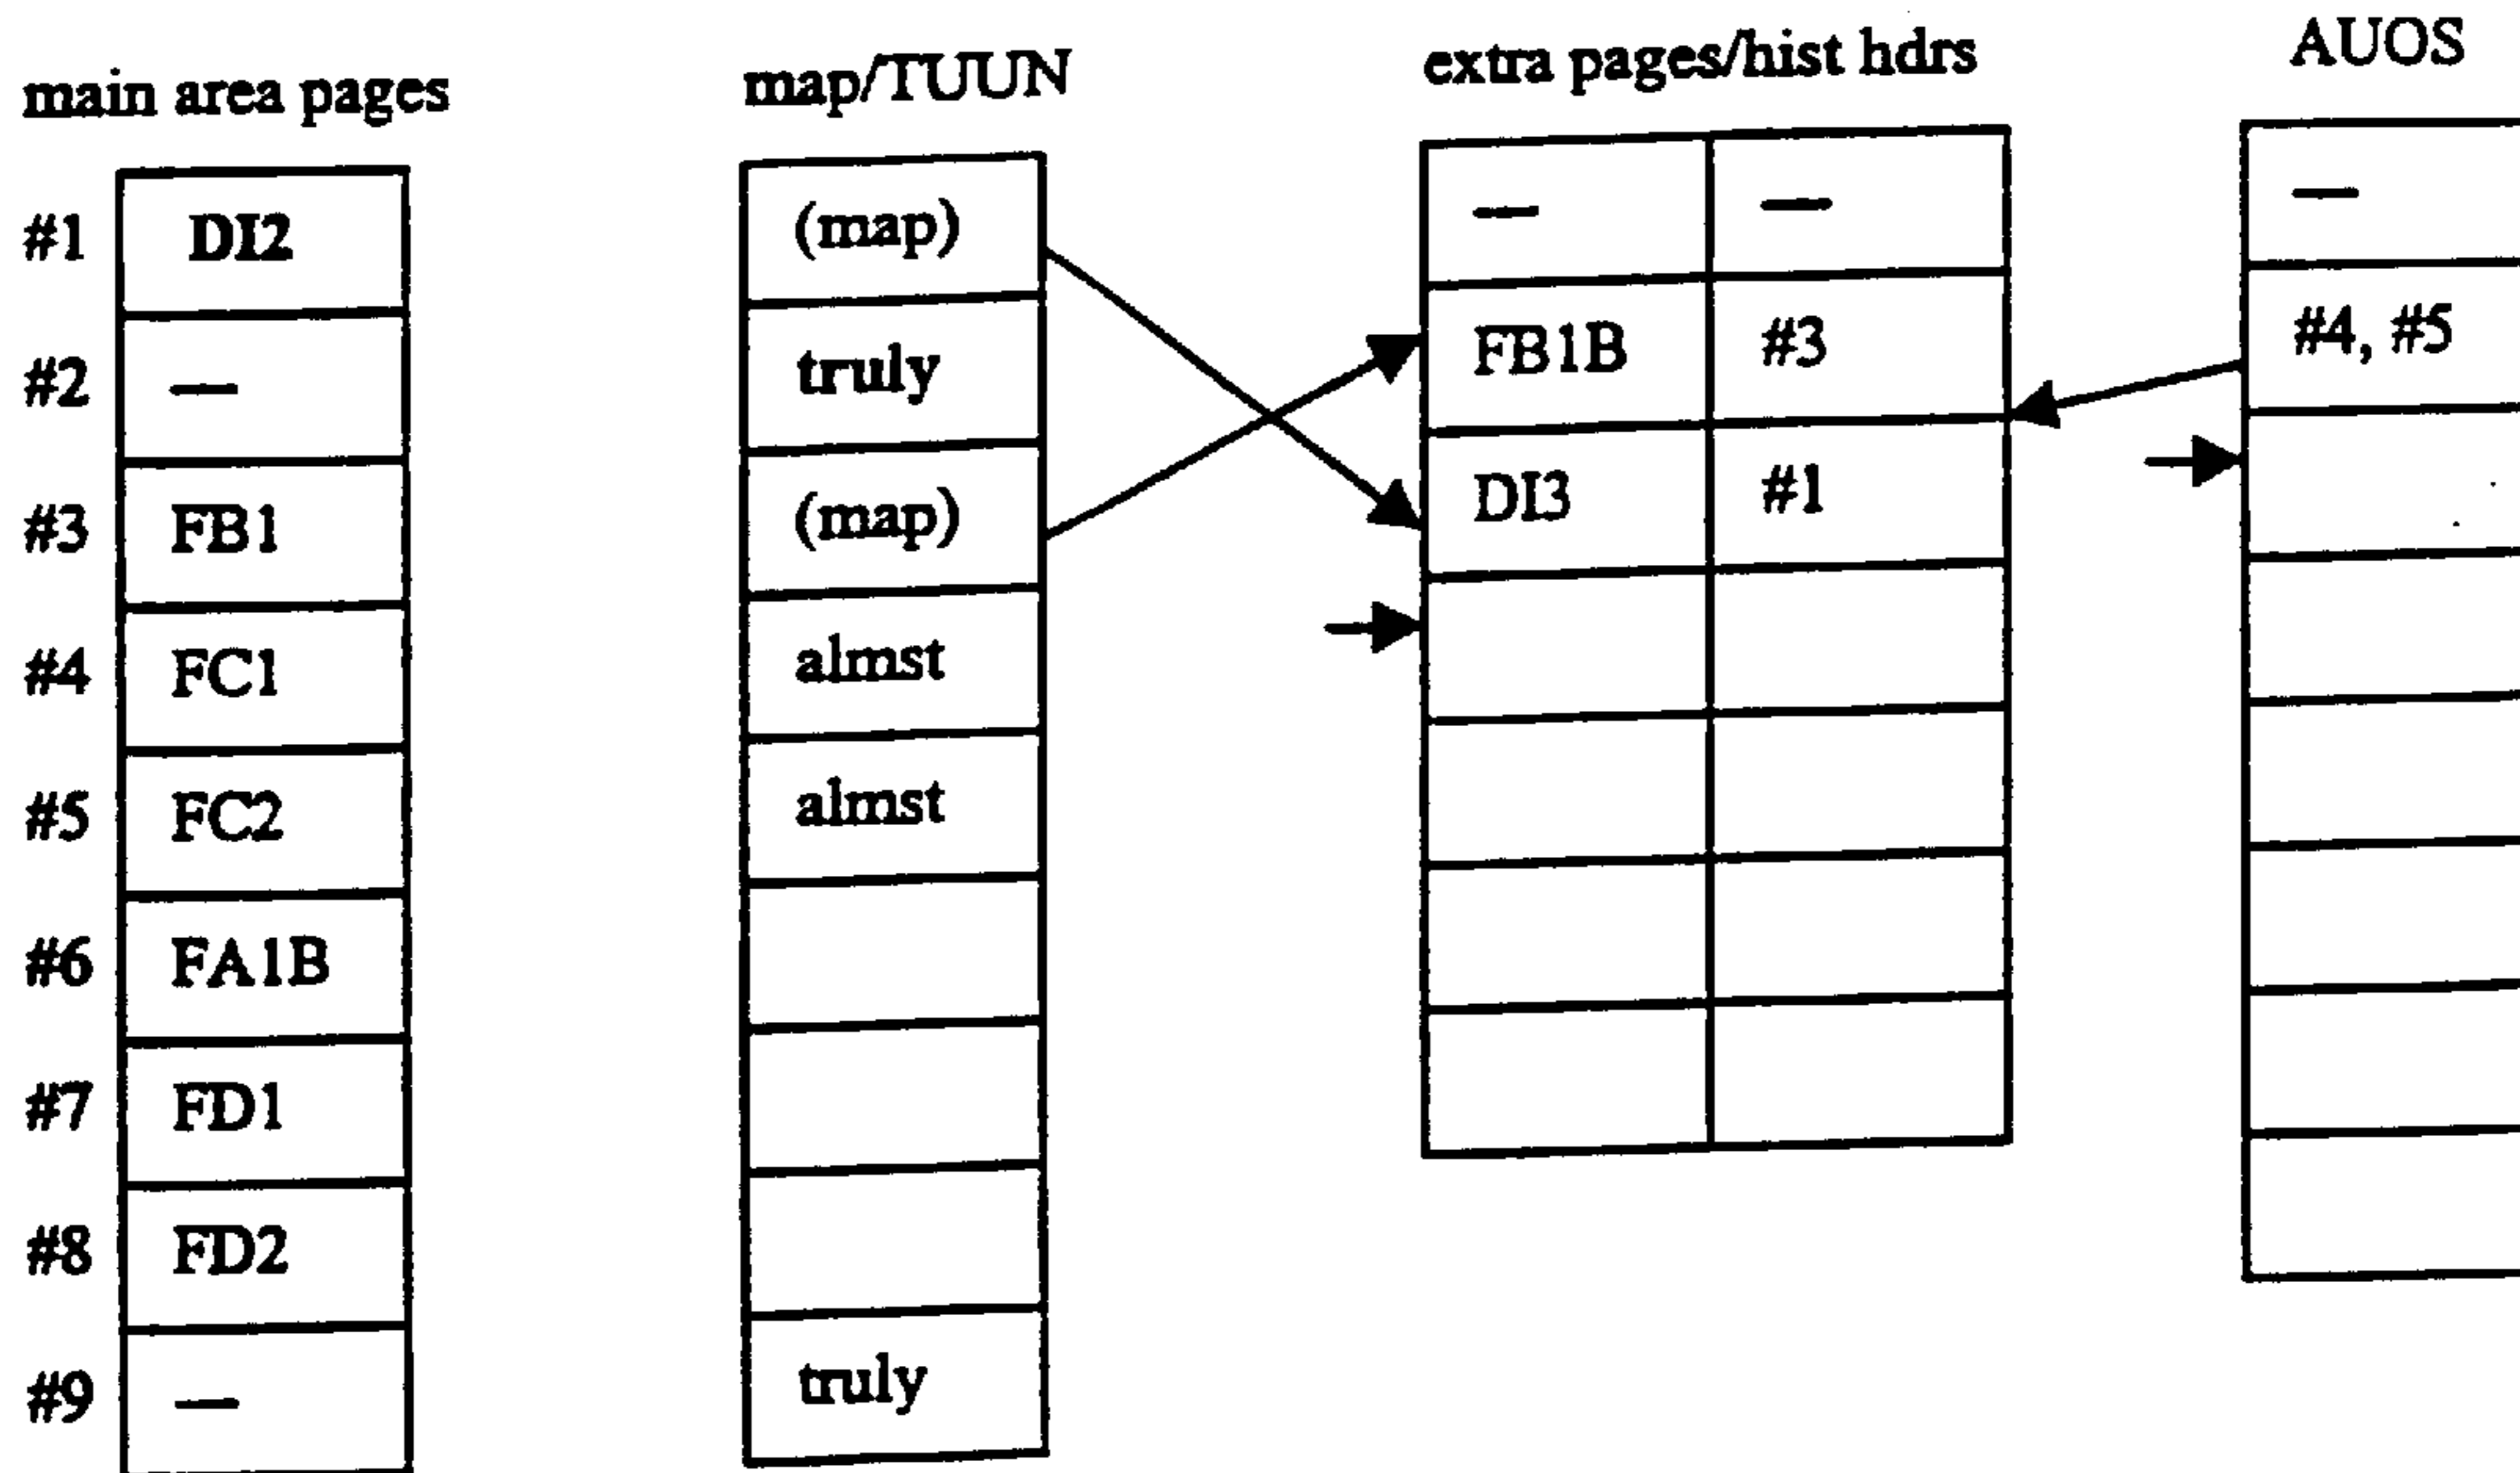 main area pages
map/TUUN
extra pages/hist hdrs
AUOS
#1 DI2 (map) — — —
#2 — truly FB1B #3 #4, #5
#3 FB1 (map) DI3 #1
#4 FC1 almst
#5 FC2 almst
#6 FA1B
#7 FD1
#8 FD2
#9 — truly